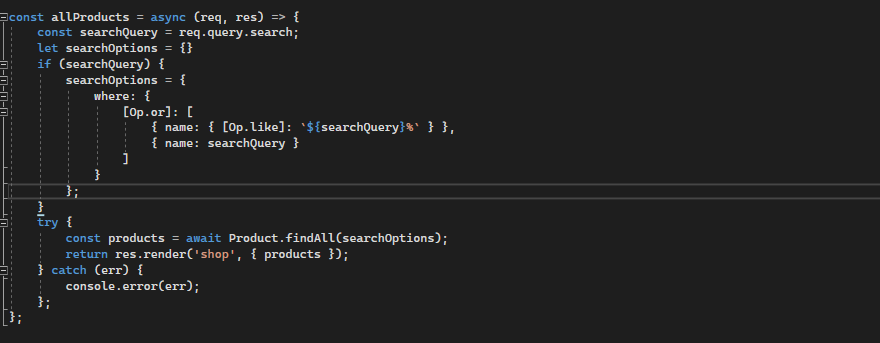 const allProducts = async (req, res) => {
    const searchQuery = req.query.search;
    let searchOptions = {}
    if (searchQuery) {
        searchOptions = {
            where: {
                [Op.or]: [
                    { name: { [Op.like]: `${searchQuery}%` } },
                    { name: searchQuery }
                ]
            }
        };
    }
    try {
        const products = await Product.findAll(searchOptions);
        return res.render('shop', { products });
    } catch (err) {
        console.error(err);
    };
};